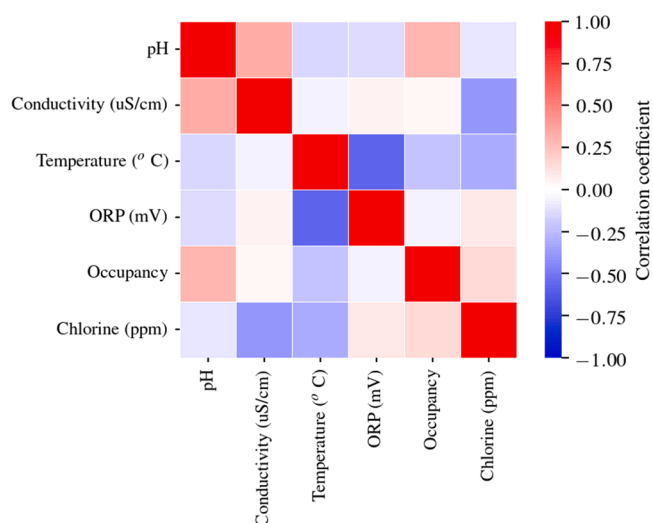 pH
Conductivity (uS/cm)
Temperature (º C)
ORP (mV)
Occupancy
Chlorine (ppm)
pH
Conductivity (uS/cm)
Temperature (º C)
ORP (mV)
Occupancy
Chlorine (ppm)
1.00
0.75
0.50
0.25
0.00
−0.25
−0.50
−0.75
−1.00
Correlation coefficient